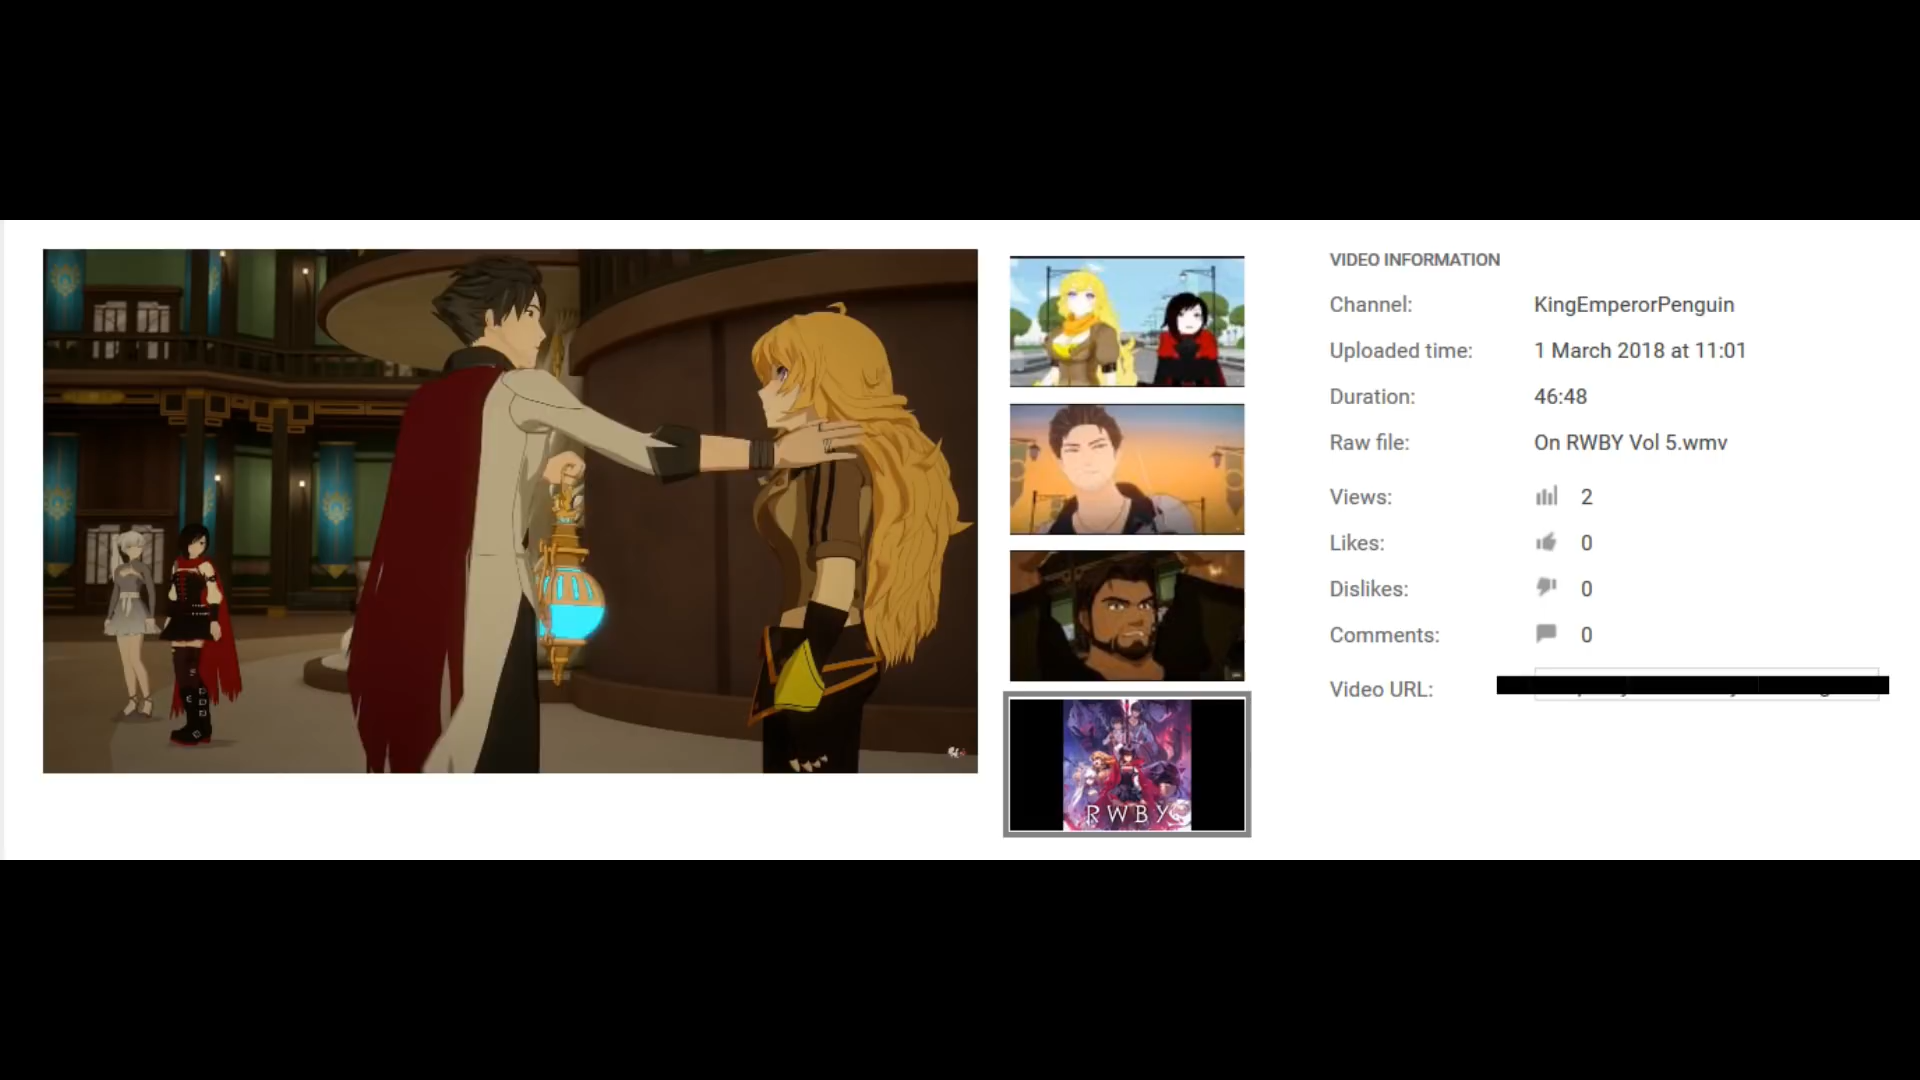 VIDEO INFORMATION
Channel: KingEmperorPenguin
Uploaded time: 1 March 2018 at 11:01
Duration: 46:48
Raw file: On RWBY Vol 5.wmv
Views: 2
Likes: 0
Dislikes: 0
Comments: 0
Video URL:
RWBY